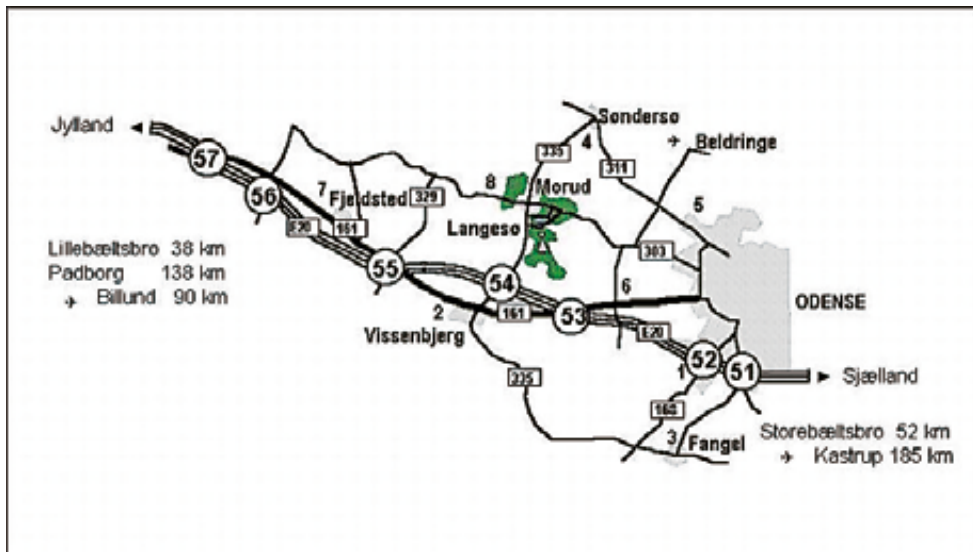 Jylland
57
56
7
Fjeldsted
E20
161
329
55
Lillebæltsbro 38 km
Padborg 138 km
Billund 90 km
Søndersø
4
335
Beldringe
311
8
Morud
Langesø
5
303
54
6
2
161
53
Vissenbjerg
E20
ODENSE
52
51
1
Sjælland
335
168
3
Fangel
Storebæltsbro 52 km
Kastrup 185 km